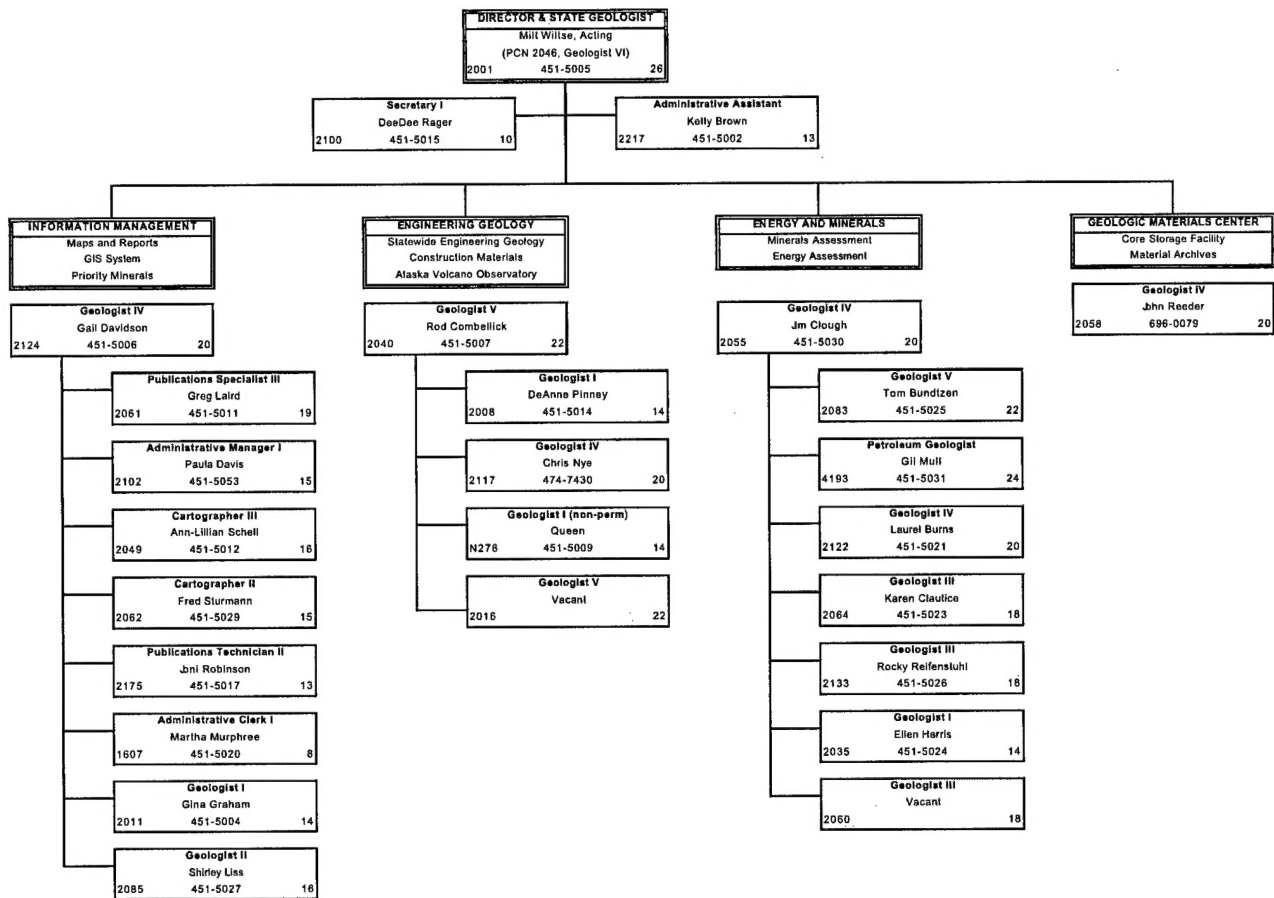 DIRECTOR & STATE GEOLOGIST
Milt Wiltse, Acting
(PCN 2046, Geologist VI)
2001 451-5005 26
Secretary I
DeeDee Rager
2100 451-5015 10
Administrative Assistant
Kelly Brown
2217 451-5002 13
INFORMATION MANAGEMENT
Maps and Reports
GIS System
Priority Minerals
Geologist IV
Gail Davidson
2124 451-5006 20
Publications Specialist III
Greg Laird
2061 451-5011 19
Administrative Manager I
Paula Davis
2102 451-5053 15
Cartographer III
Ann-Lillian Schell
2049 451-5012 16
Cartographer II
Fred Sturmann
2062 451-5029 15
Publications Technician II
Joni Robinson
2175 451-5017 13
Administrative Clerk I
Martha Murphree
1607 451-5020 8
Geologist I
Gina Graham
2011 451-5004 14
Geologist II
Shirley Liss
2085 451-5027 16
ENGINEERING GEOLOGY
Statewide Engineering Geology
Construction Materials
Alaska Volcano Observatory
Geologist V
Rod Combellick
2040 451-5007 22
Geologist I
DeAnne Pinney
2008 451-5014 14
Geologist IV
Chris Nye
2117 474-7430 20
Geologist I (non-perm)
Queen
N278 451-5009 14
Geologist V
Vacant
2016 22
ENERGY AND MINERALS
Minerals Assessment
Energy Assessment
Geologist IV
Jm Clough
2055 451-5030 20
Geologist V
Tom Bundtzen
2083 451-5025 22
Petroleum Geologist
Gil Mull
4193 451-5031 24
Geologist IV
Laurel Burns
2122 451-5021 20
Geologist III
Karen Clautice
2064 451-5023 18
Geologist III
Rocky Reifenstuhl
2133 451-5026 18
Geologist I
Ellen Harris
2035 451-5024 14
Geologist III
Vacant
2060 18
GEOLOGIC MATERIALS CENTER
Core Storage Facility
Material Archives
Geologist IV
John Reeder
2058 696-0079 20